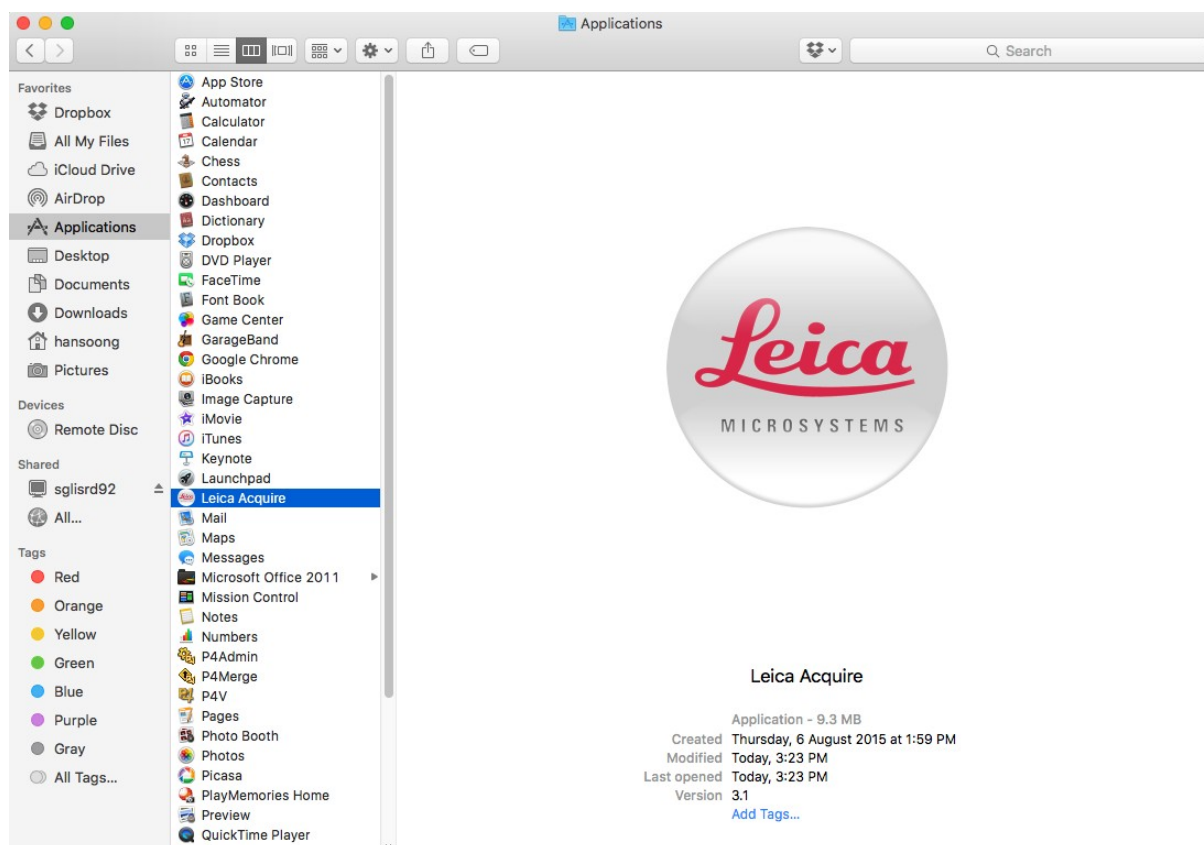 Applications
Search
Favorites
Dropbox
All My Files
iCloud Drive
AirDrop
Applications
Desktop
Documents
Downloads
hansoong
Pictures
Devices
Remote Disc
Shared
sglisrd92
All...
Tags
Red
Orange
Yellow
Green
Blue
Purple
Gray
All Tags...
App Store
Automator
Calculator
Calendar
Chess
Contacts
Dashboard
Dictionary
Dropbox
DVD Player
FaceTime
Font Book
Game Center
GarageBand
Google Chrome
iBooks
Image Capture
iMovie
iTunes
Keynote
Launchpad
Leica Acquire
Mail
Maps
Messages
Microsoft Office 2011
Mission Control
Notes
Numbers
P4Admin
P4Merge
P4V
Pages
Photo Booth
Photos
Picasa
PlayMemories Home
Preview
QuickTime Player
Leica
MICROSYSTEMS
Leica Acquire
Application - 9.3 MB
Created Thursday, 6 August 2015 at 1:59 PM
Modified Today, 3:23 PM
Last opened Today, 3:23 PM
Version 3.1
Add Tags...